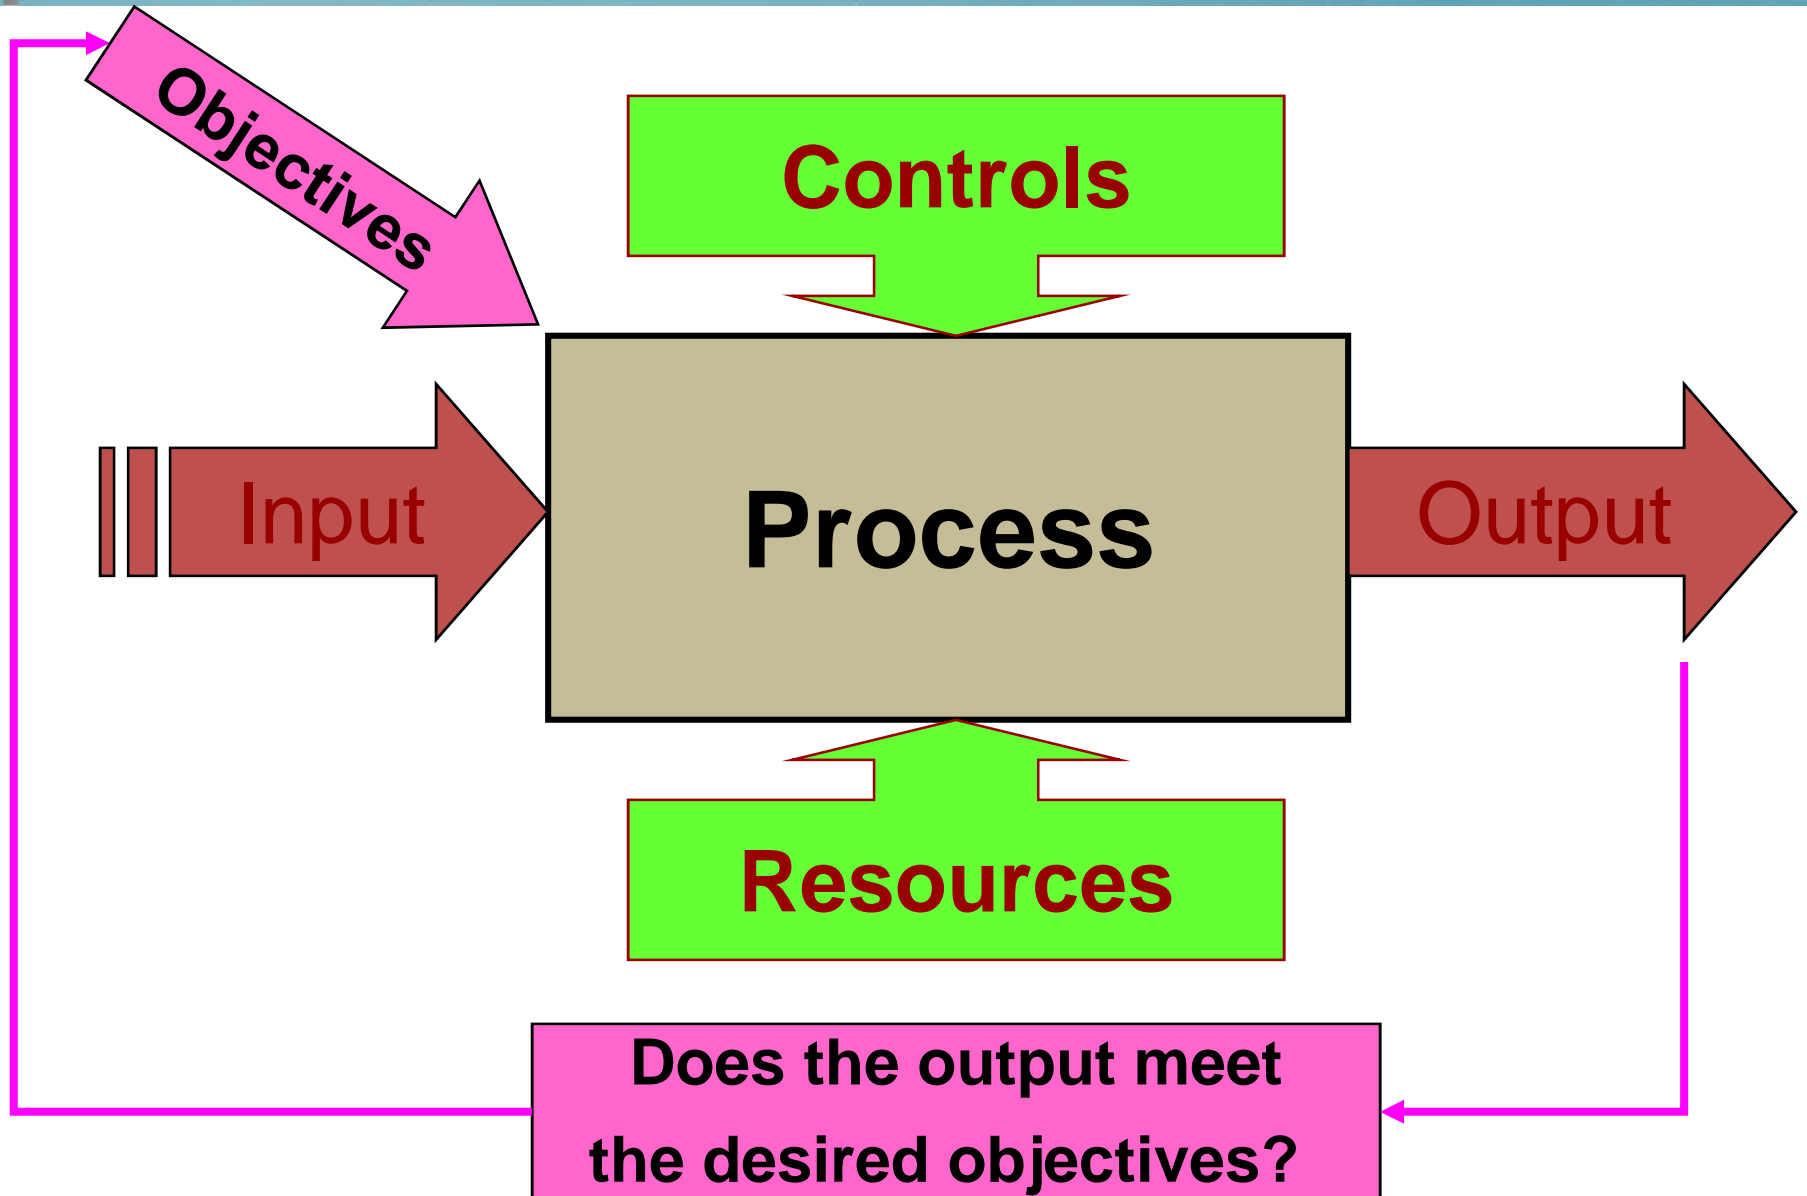 Objectives
Controls
Input
Process
Output
Resources
Does the output meet
the desired objectives?